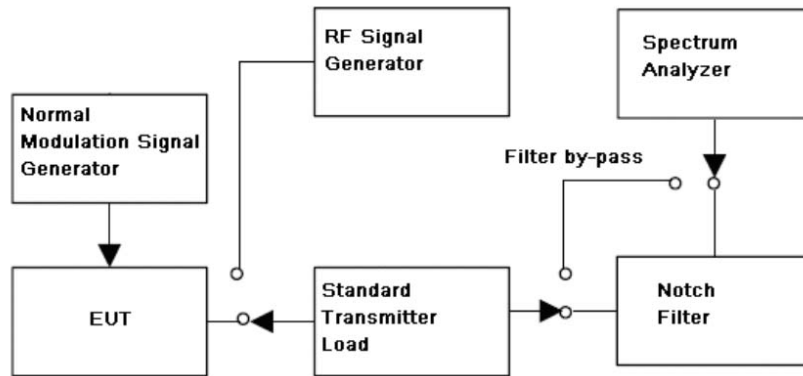 RF Signal
Generator
Spectrum
Analyzer
Normal
Modulation Signal
Generator
Filter by-pass
EUT
Standard
Transmitter
Load
Notch
Filter